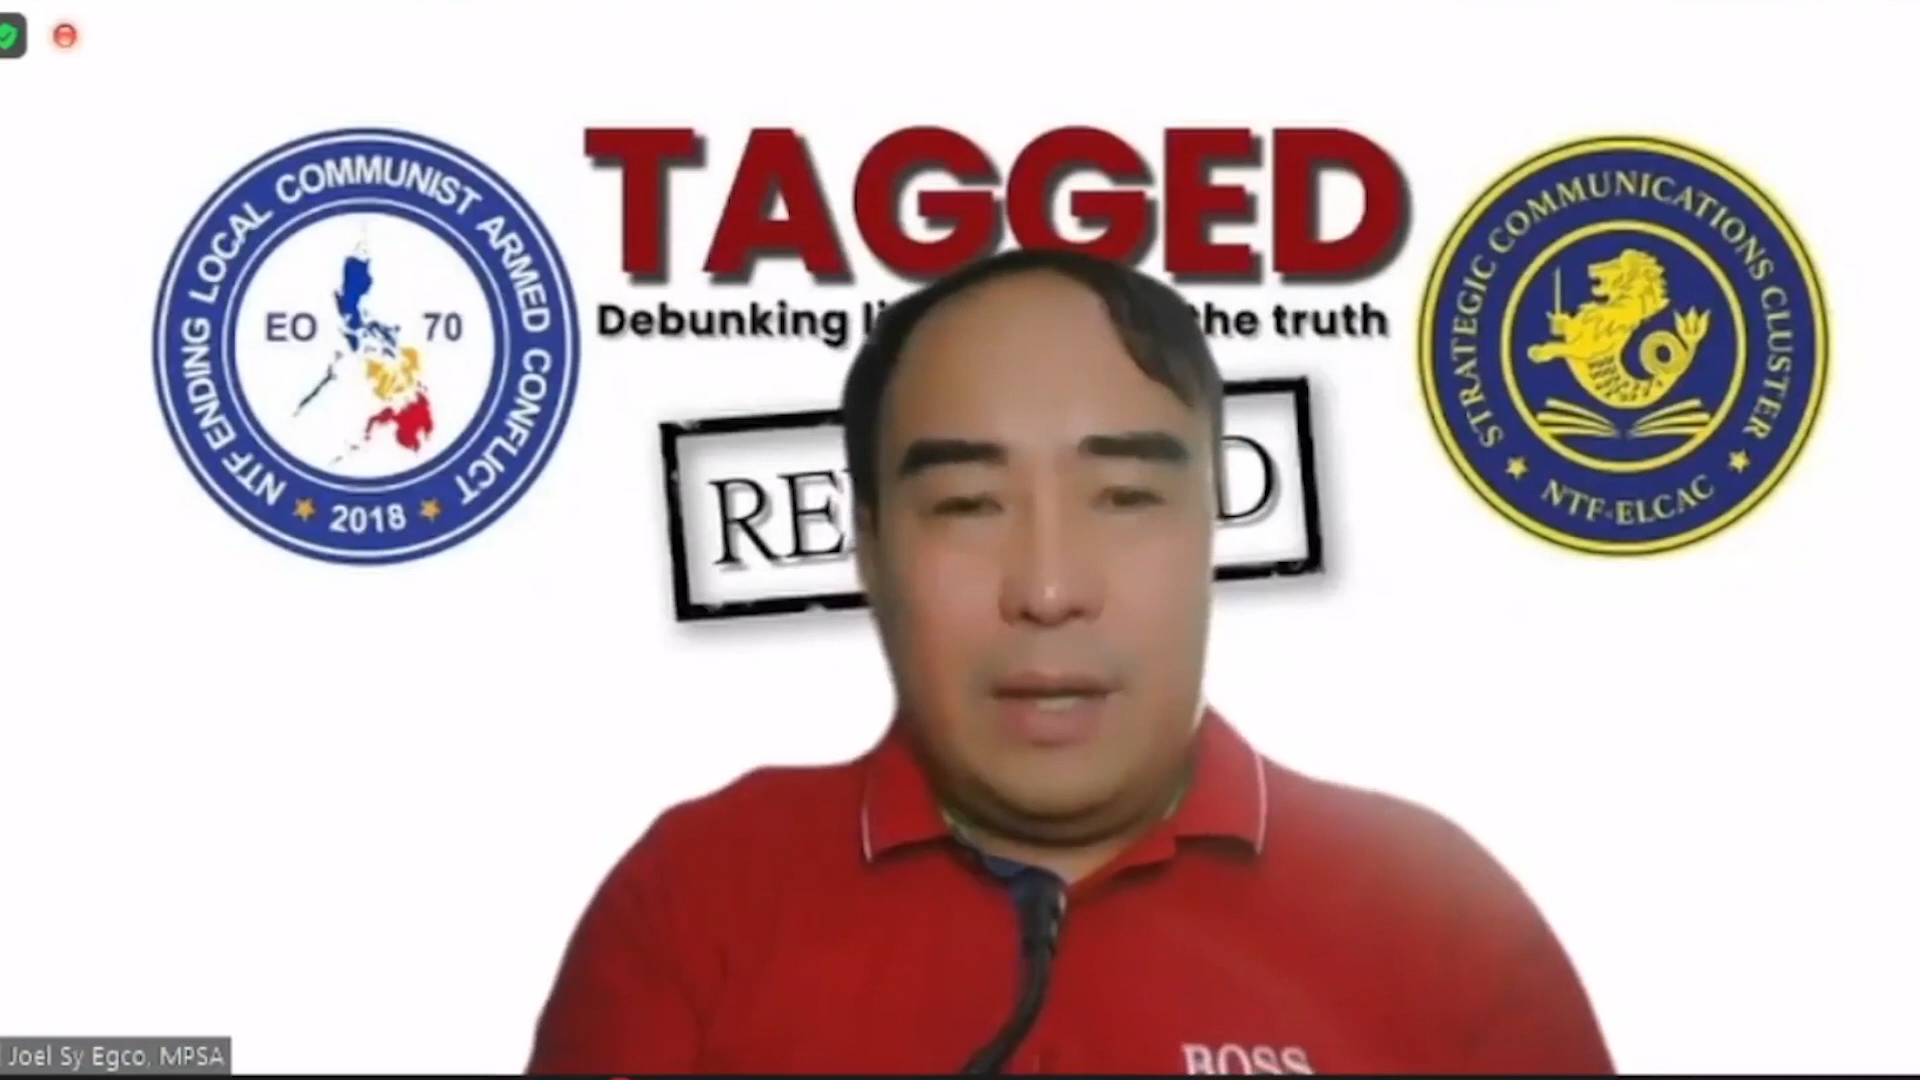 TAGGED
Debunking the truth
NTF ENDING LOCAL COMMUNIST ARMED CONFLICT
EO 70
2018
STRATEGIC COMMUNICATIONS CLUSTER
NTF-ELCAC
Joel Sy Egco, MPSA
BOSS